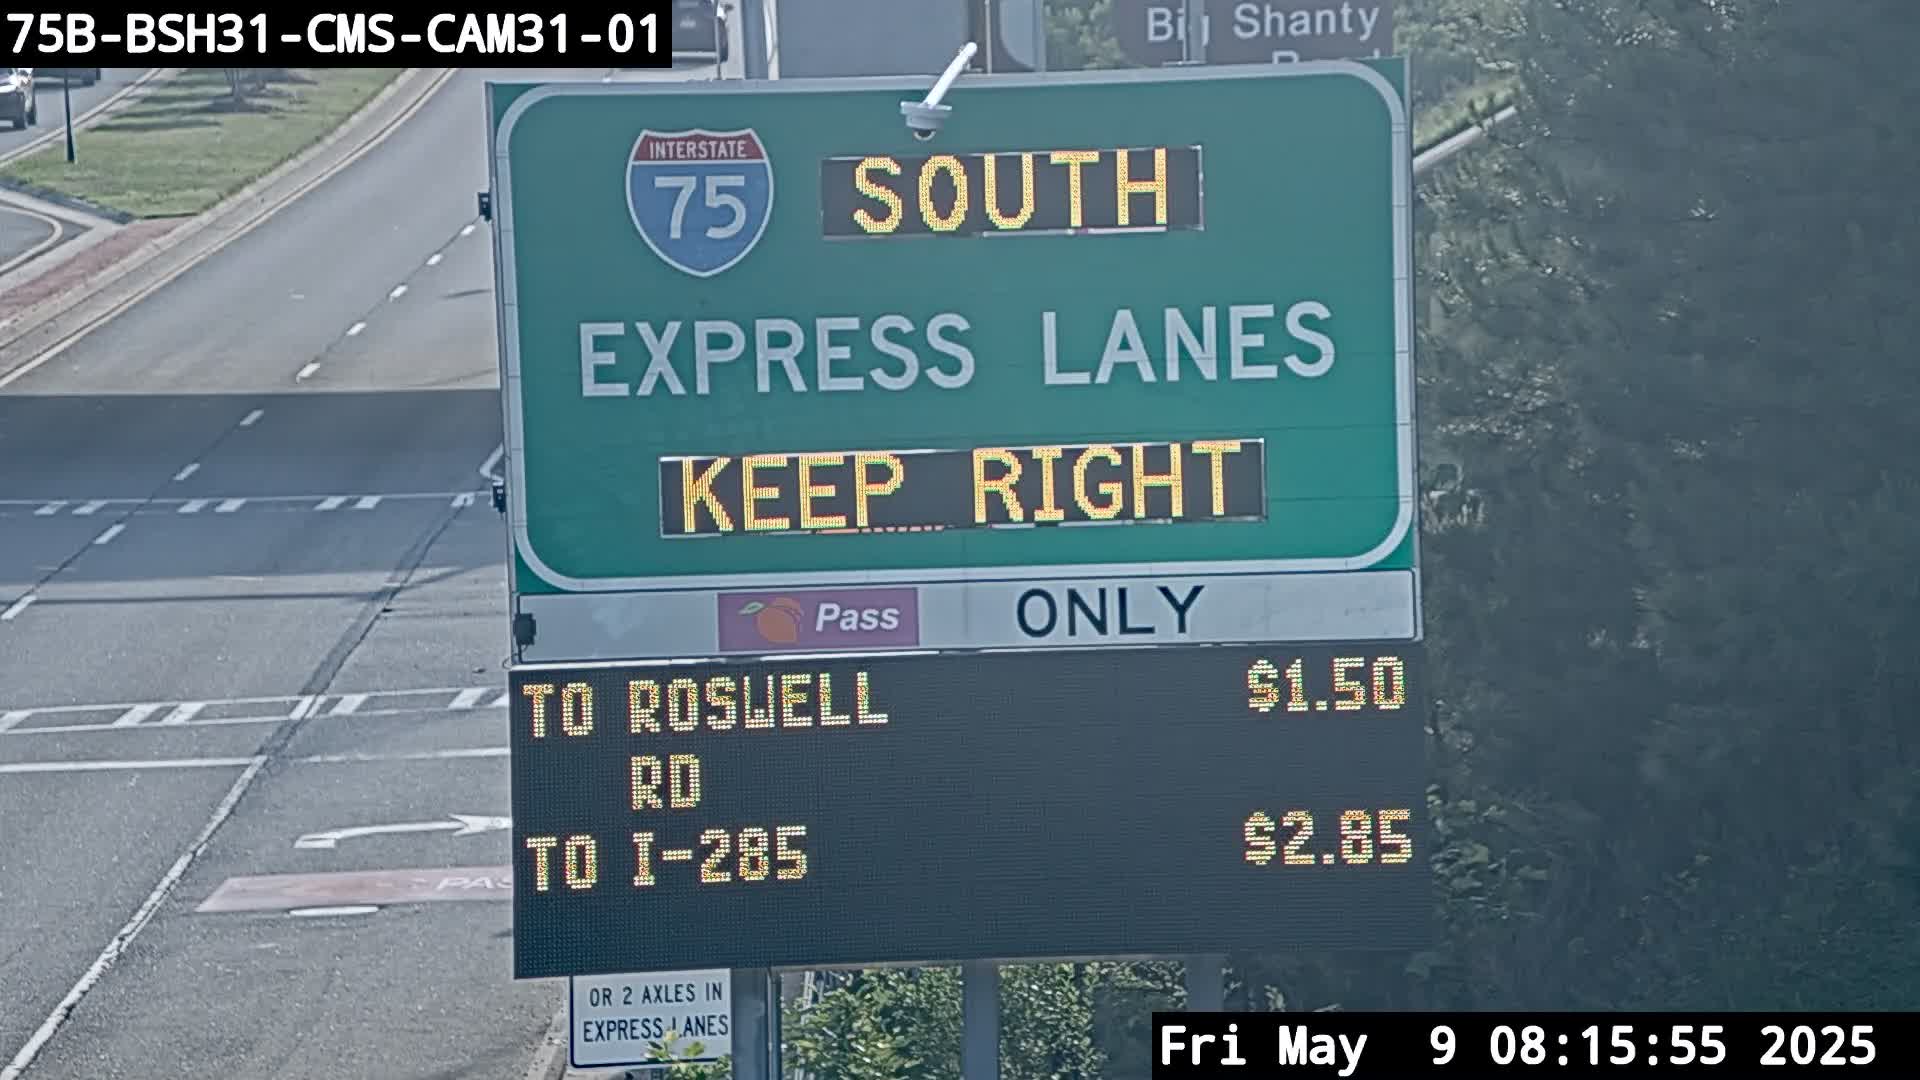 75B-BSH31-CMS-CAM31-01
Big Shanty
INTERSTATE
75
SOUTH
EXPRESS LANES
KEEP RIGHT
Pass ONLY
TO ROSWELL $1.50
RD
TO I-285 $2.85
OR 2 AXLES IN
EXPRESS LANES
Fri May 9 08:15:55 2025